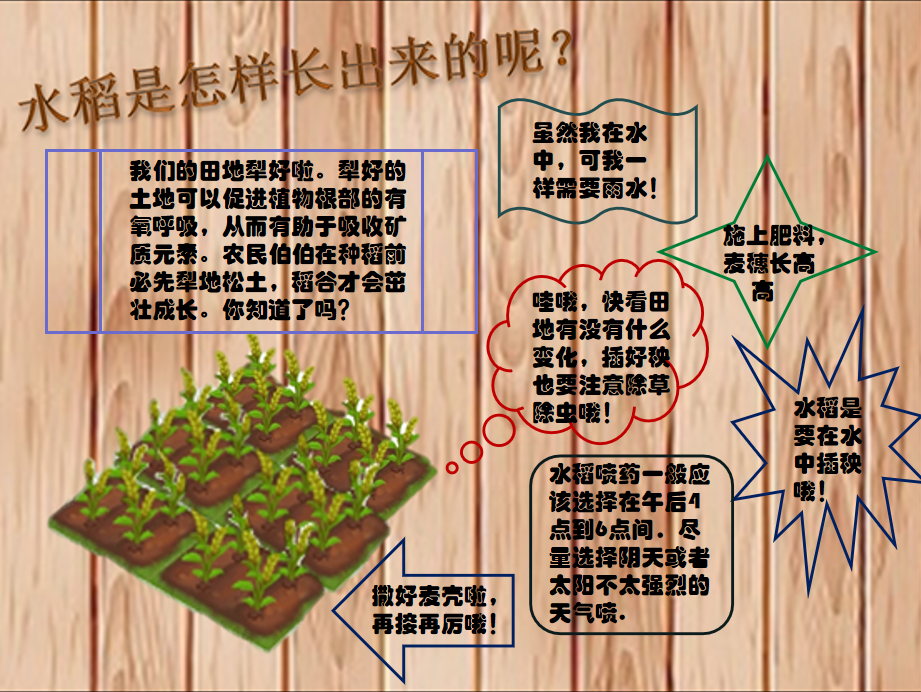 水稻是怎样长出来的呢？
我们的田地犁好啦。犁好的
土地可以促进植物根部的有
氧呼吸，从而有助于吸收矿
质元素。农民伯伯在种稻前
必先犁地松土，稻谷才会茁
壮成长。你知道了吗？
虽然我在水
中，可我一
样需要雨水！
施上肥料，
麦穗长高
高
哇哦，快看田
地有没有什么
变化，插好秧
也要注意除草
除虫哦！
水稻是
要在水
中插秧
哦！
水稻喷药一般应
该选择在午后4
点到6点间．尽
量选择阴天或者
太阳不太强烈的
天气喷．
撒好麦壳啦，
再接再厉哦！